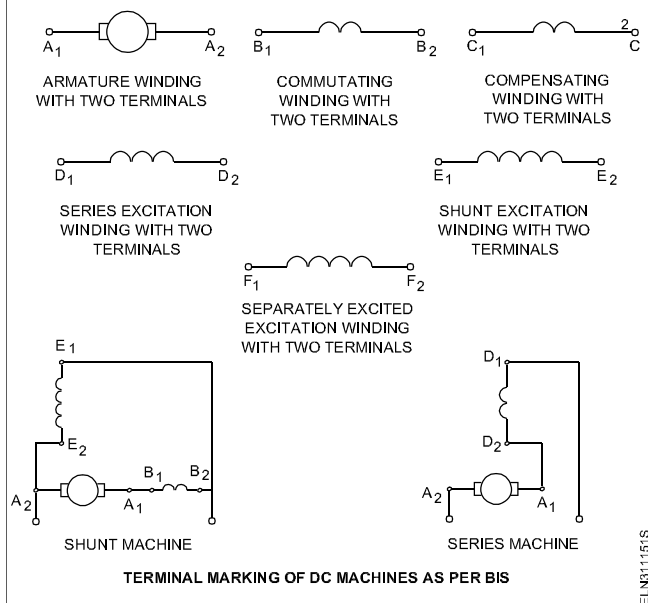 A1 A2
B1 B2
C1 2 C
ARMATURE WINDING
WITH TWO TERMINALS
COMMUTATING
WINDING WITH
TWO TERMINALS
COMPENSATING
WINDING WITH
TWO TERMINALS
D1 D2
E1 E2
SERIES EXCITATION
WINDING WITH TWO
TERMINALS
SHUNT EXCITATION
WINDING WITH TWO
TERMINALS
F1 F2
SEPARATELY EXCITED
EXCITATION WINDING
WITH TWO TERMINALS
E1
E2
B1 B2
A2 A1
SHUNT MACHINE
D1
D2
A2 A1
SERIES MACHINE
TERMINAL MARKING OF DC MACHINES AS PER BIS
ELN311151S